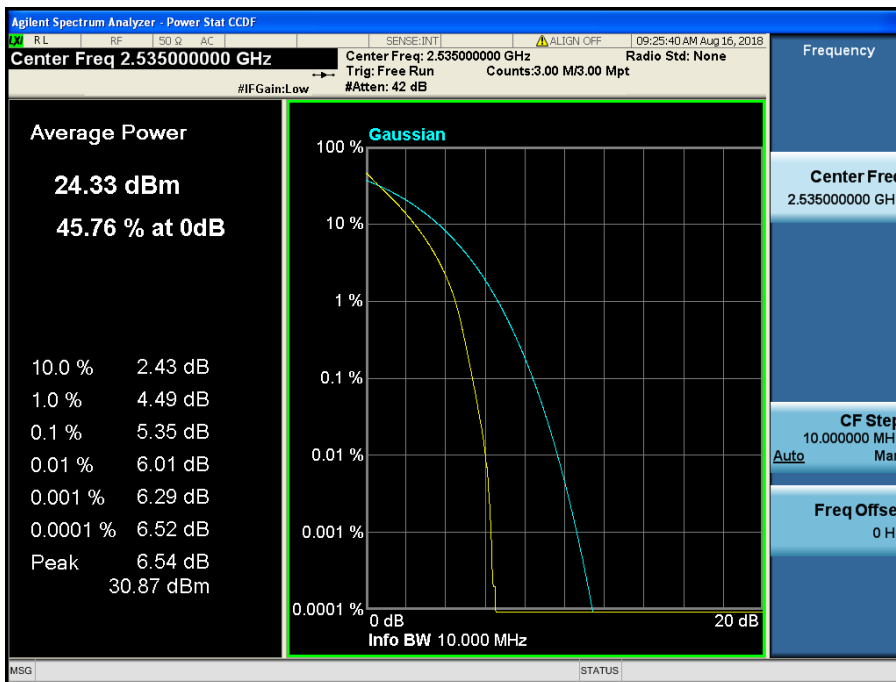 Agilent Spectrum Analyzer - Power Stat CCDF
LXI RL RF 50 Ω AC SENSE:INT ALIGN OFF 09:25:40 AM Aug 16, 2018
Center Freq 2.535000000 GHz
Center Freq: 2.535000000 GHz Radio Std: None
Trig: Free Run Counts:3.00 M/3.00 Mpt
#IFGain:Low #Atten: 42 dB
Average Power
24.33 dBm
45.76 % at 0dB
10.0 % 2.43 dB
1.0 % 4.49 dB
0.1 % 5.35 dB
0.01 % 6.01 dB
0.001 % 6.29 dB
0.0001 % 6.52 dB
Peak 6.54 dB
30.87 dBm
Gaussian
100 %
10 %
1 %
0.1 %
0.01 %
0.001 %
0.0001 %
0 dB 20 dB
Info BW 10.000 MHz
Frequency
Center Fre
2.535000000 GH
CF Step
10.000000 MH
Auto Ma
Freq Offse
0 H
MSG STATUS